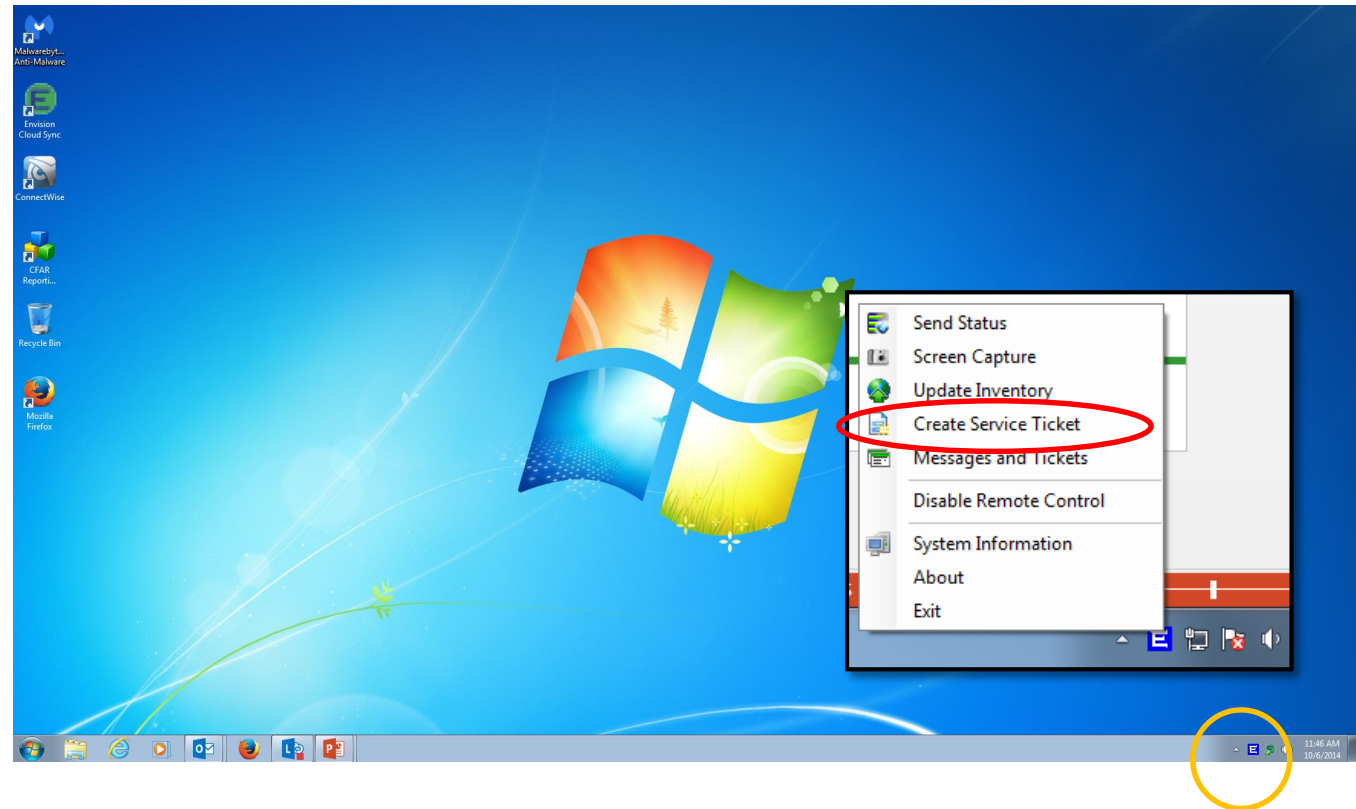 Malwarebyt...
Anti-Malware
Envision
Cloud Sync
ConnectWise
CFAR
Reporti...
Recycle Bin
Mozilla
Firefox
Send Status
Screen Capture
Update Inventory
Create Service Ticket
Messages and Tickets
Disable Remote Control
System Information
About
Exit
11:46 AM
10/6/2014